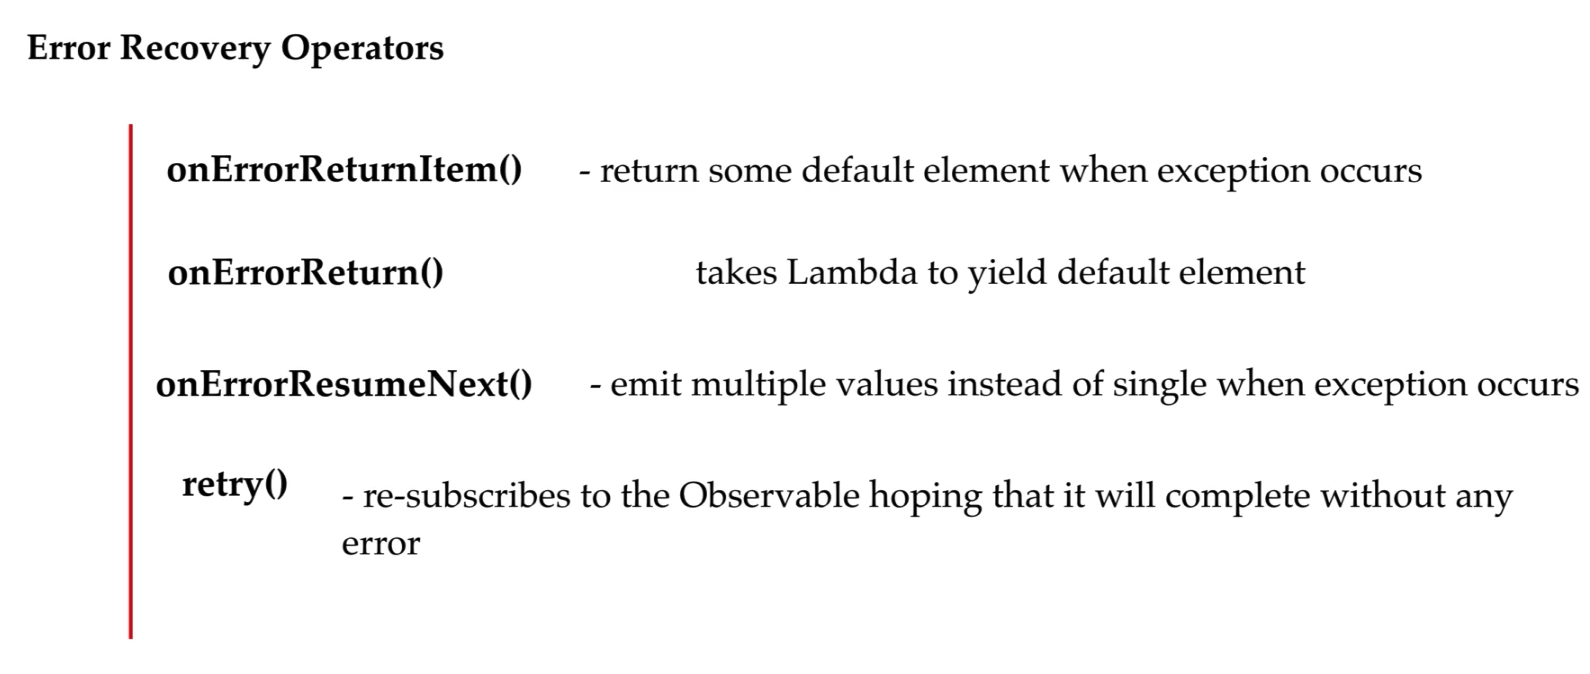 Error Recovery Operators
onErrorReturnItem() - return some default element when exception occurs
onErrorReturn() takes Lambda to yield default element
onErrorResumeNext() - emit multiple values instead of single when exception occurs
retry() - re-subscribes to the Observable hoping that it will complete without any
error